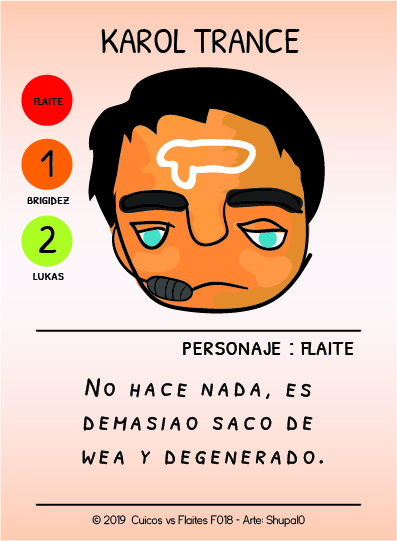 KAROL TRANCE
FLAITE
1
BRIGIDEZ
2
LUKAS
PERSONAJE : FLAITE
NO HACE NADA, ES
DEMASIAO SACO DE
WEA Y DEGENERADO.
© 2019 Cuicos vs Flaites F018 - Arte: Shupal0